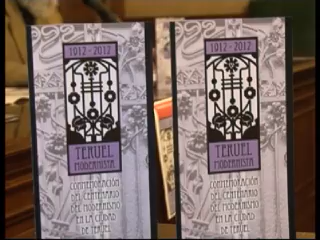 1912-2012
TERUEL
MODERNISTA
CONMEMORACIÓN
DEL CENTENARIO
DEL MODERNISMO
EN LA CIUDAD
DE TERUEL
1912-2012
TERUEL
MODERNISTA
CONMEMORACIÓN
DEL CENTENARIO
DEL MODERNISMO
EN LA CIUDAD
DE TERUEL